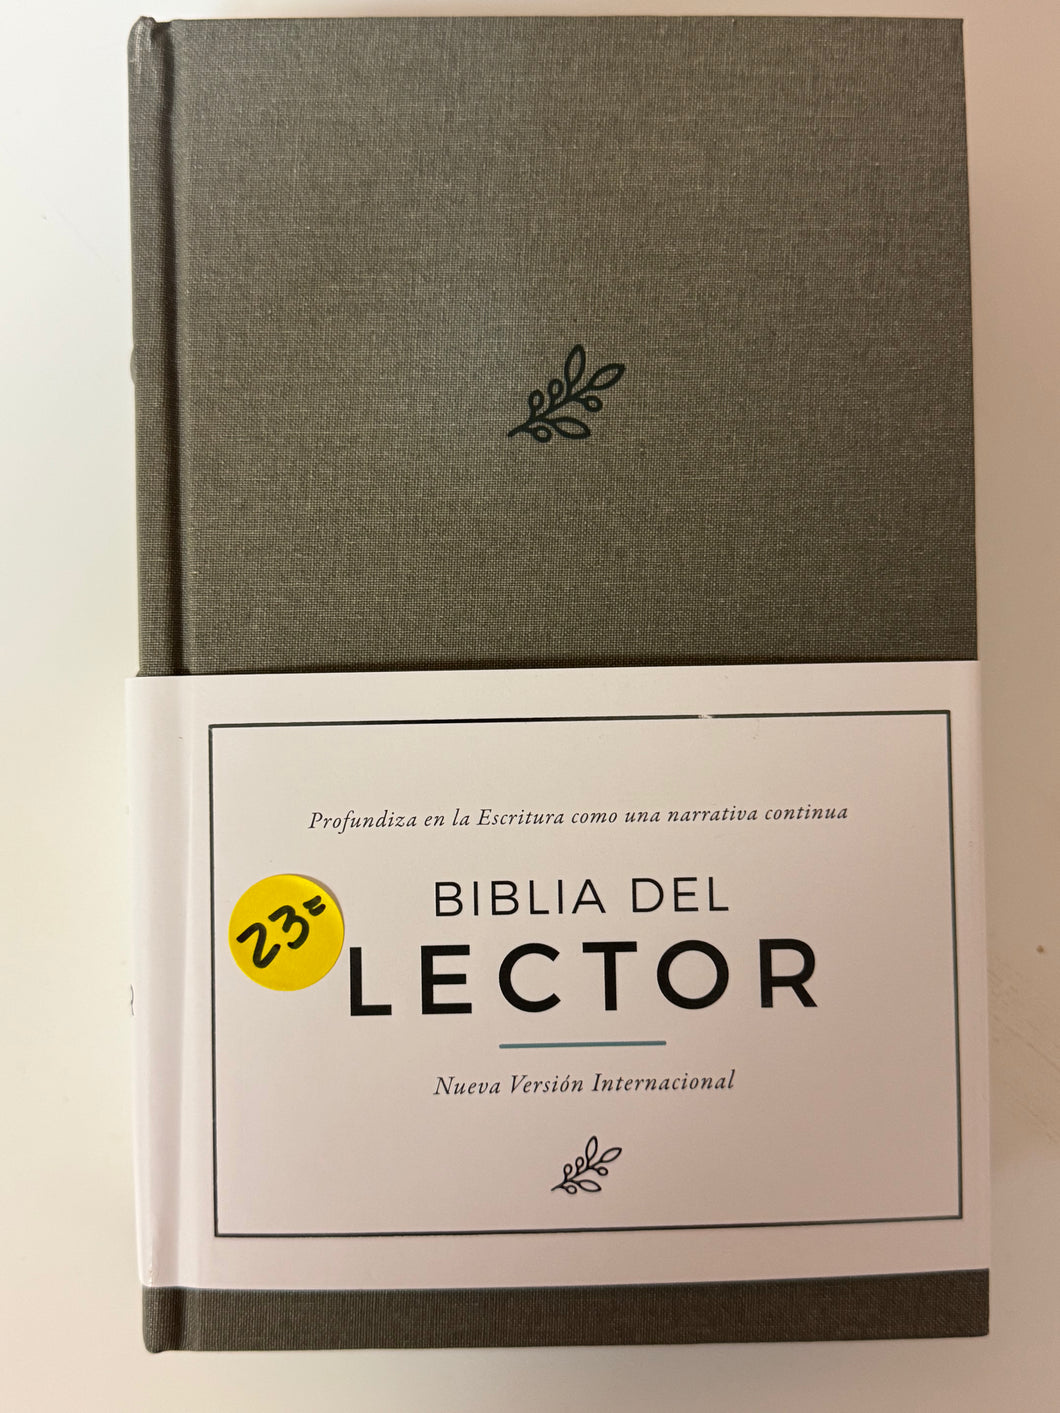 Profundiza en la Escritura como una narrativa continua
BIBLIA DEL
23=
LECTOR
Nueva Versión Internacional